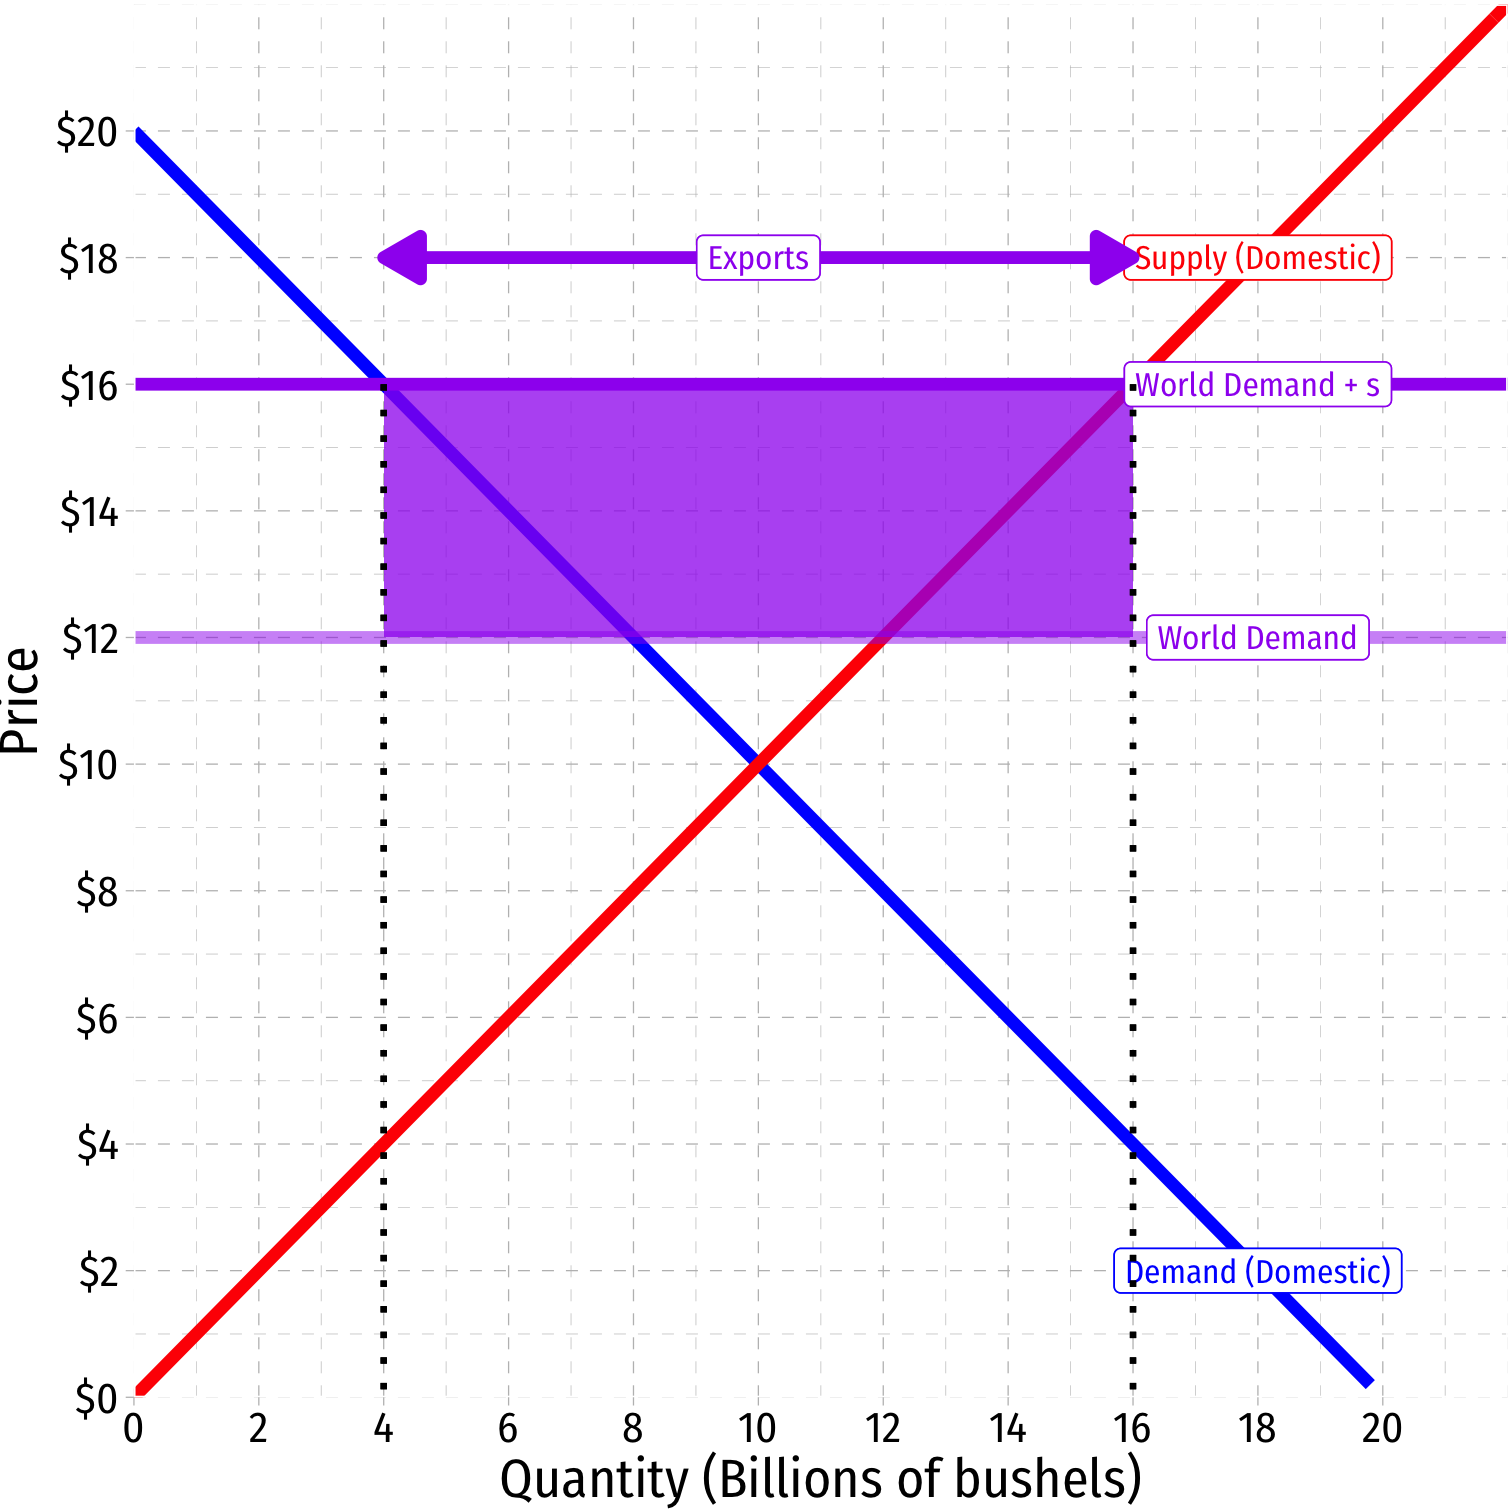 $20
$18
Exports
Supply (Domestic)
$16
World Demand + s
$14
$12
World Demand
Price
$10
$8
$6
$4
$2
Demand (Domestic)
$0
0 2 4 6 8 10 12 14 16 18 20
Quantity (Billions of bushels)